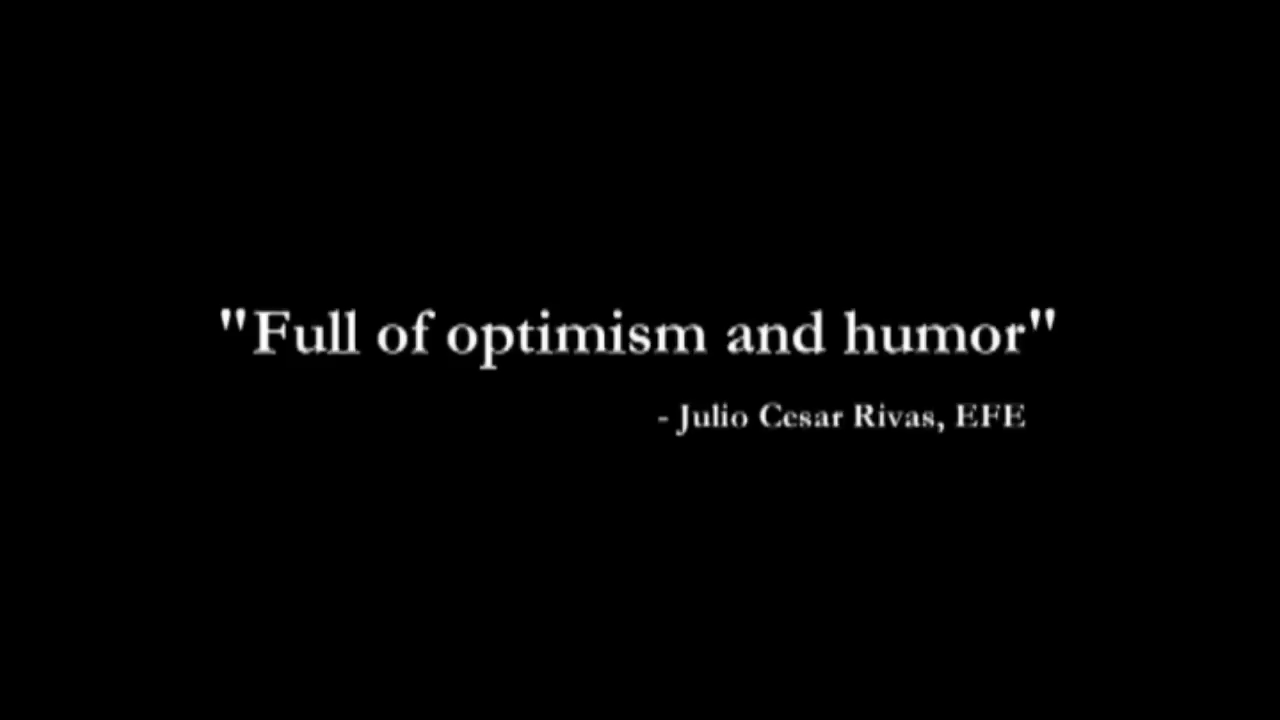 "Full of optimism and humor"
- Julio Cesar Rivas, EFE